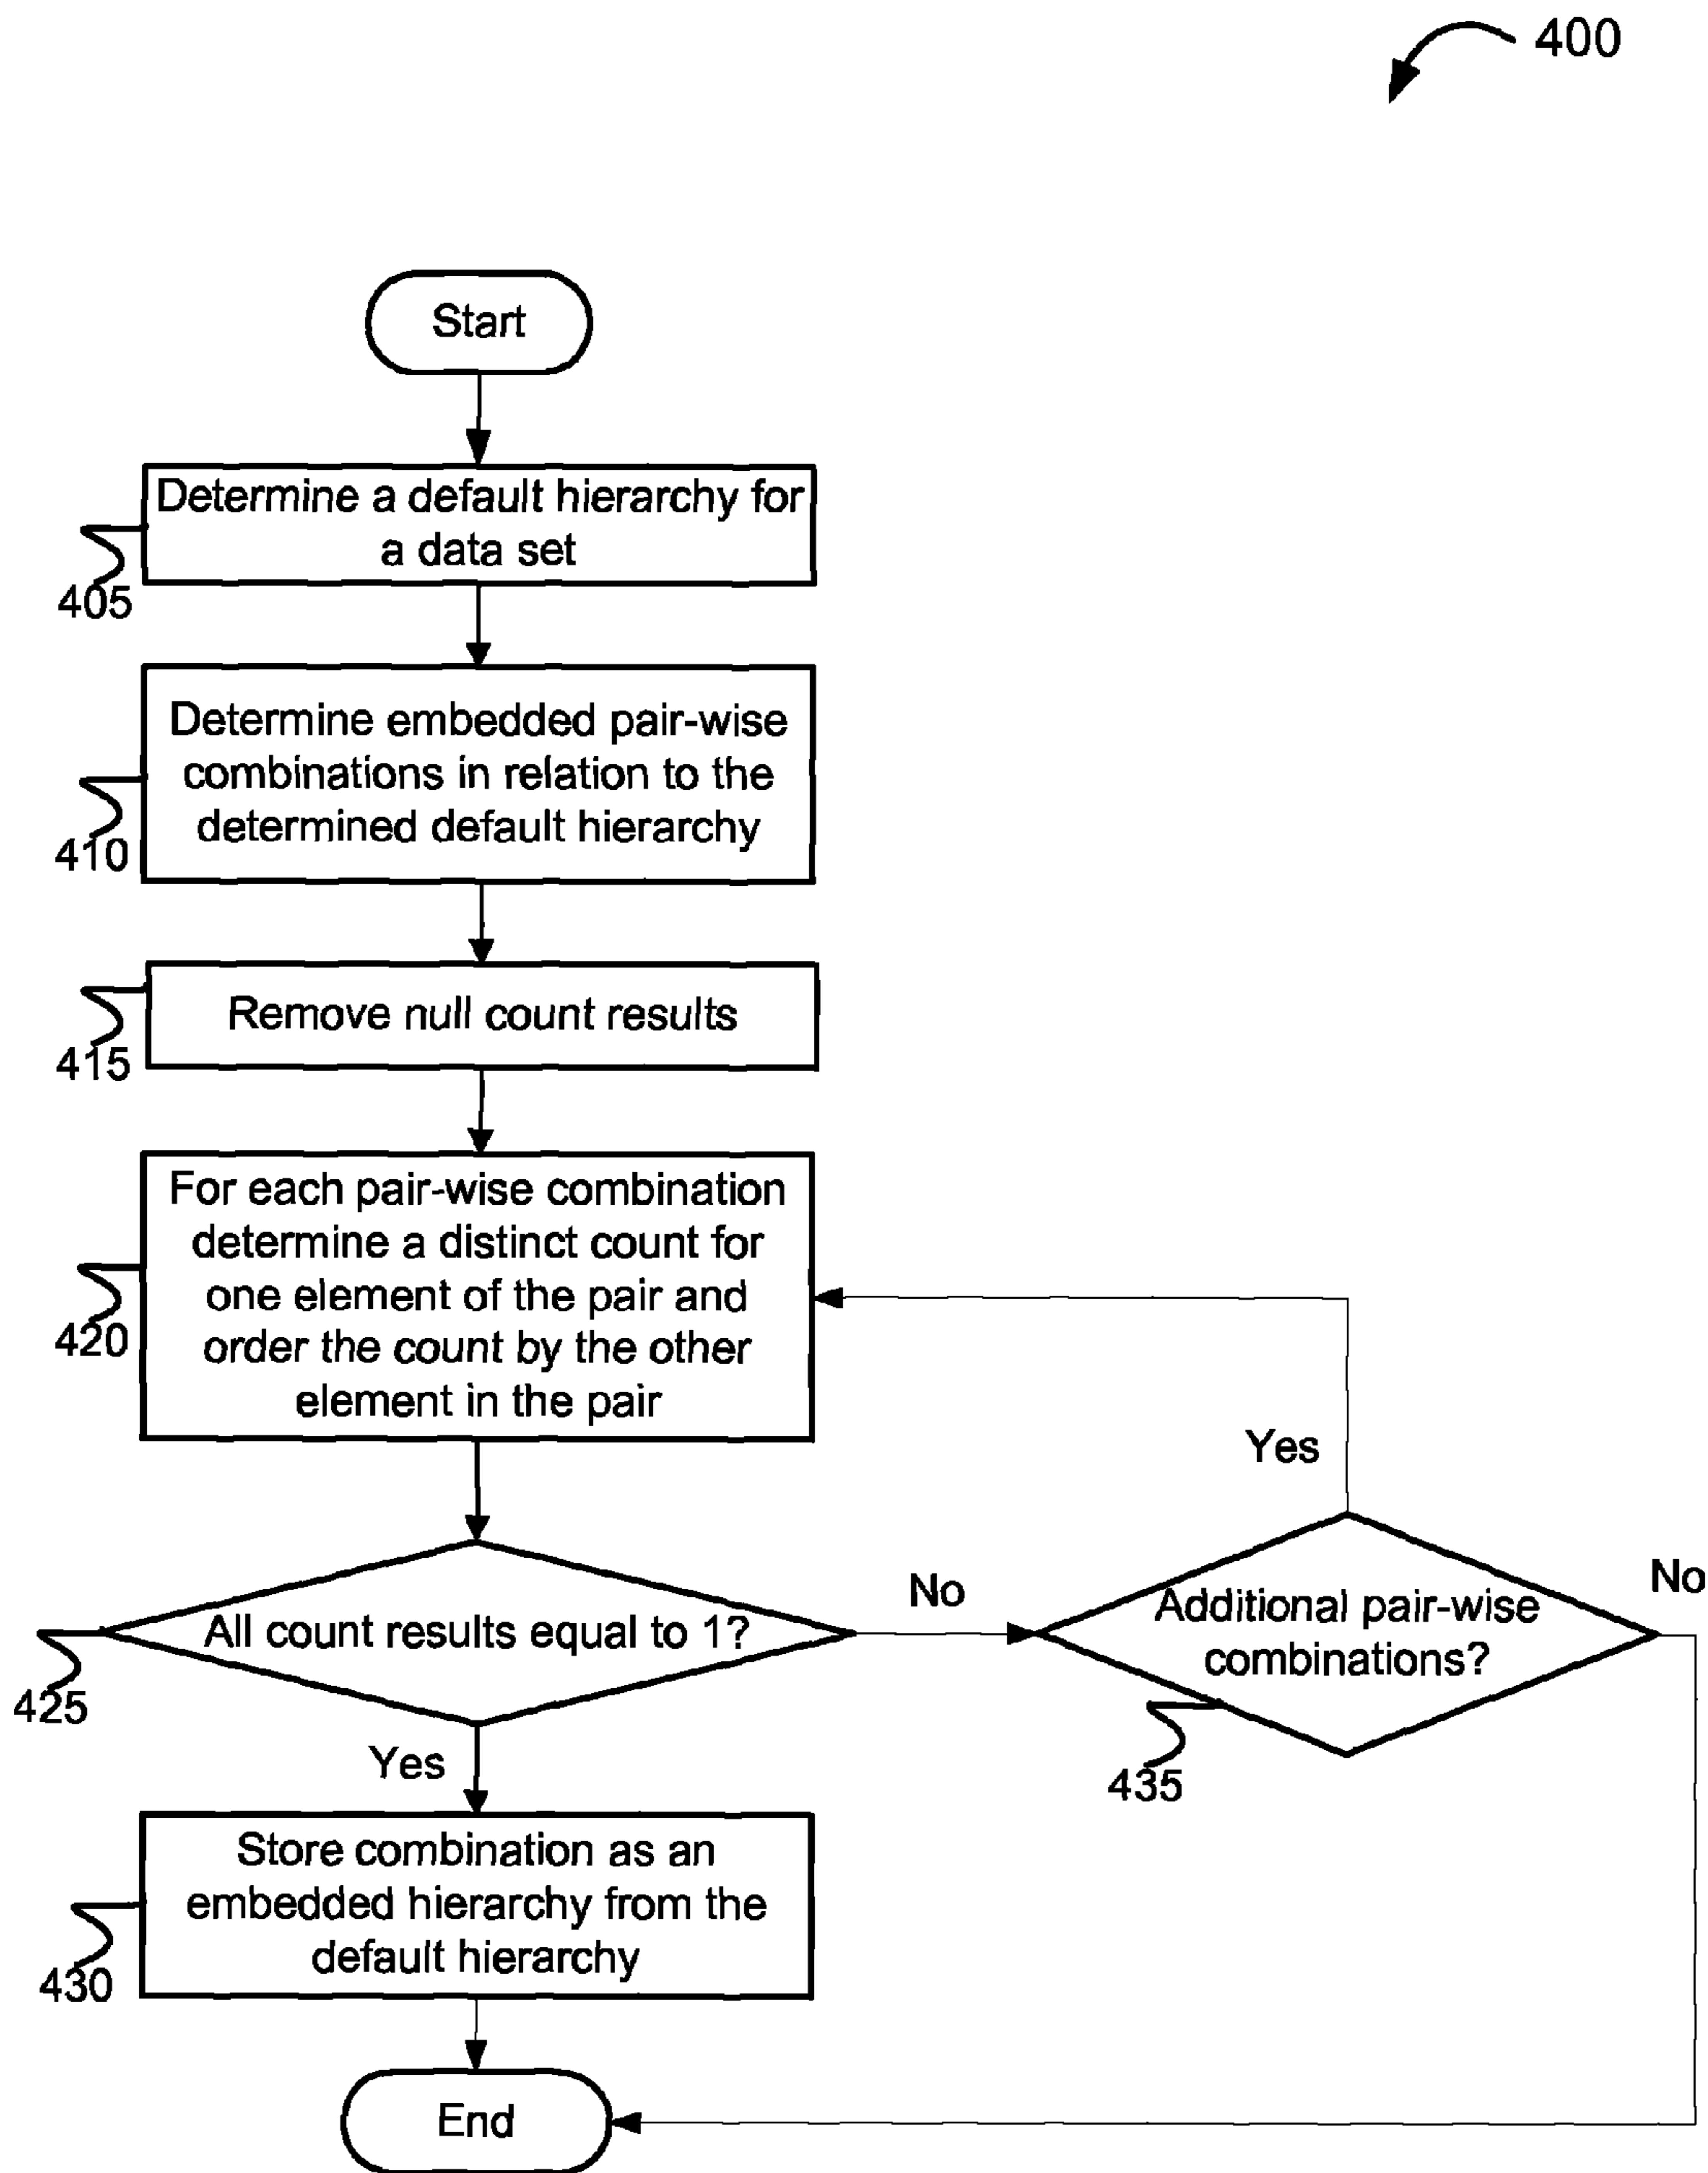 400
Start
Determine a default hierarchy for
a data set
405
Determine embedded pair-wise
combinations in relation to the
determined default hierarchy
410
Remove null count results
415
For each pair-wise combination
determine a distinct count for
one element of the pair and
order the count by the other
element in the pair
420
Yes
No
No
All count results equal to 1?
Additional pair-wise
combinations?
425
435
Yes
Store combination as an
embedded hierarchy from the
default hierarchy
430
End